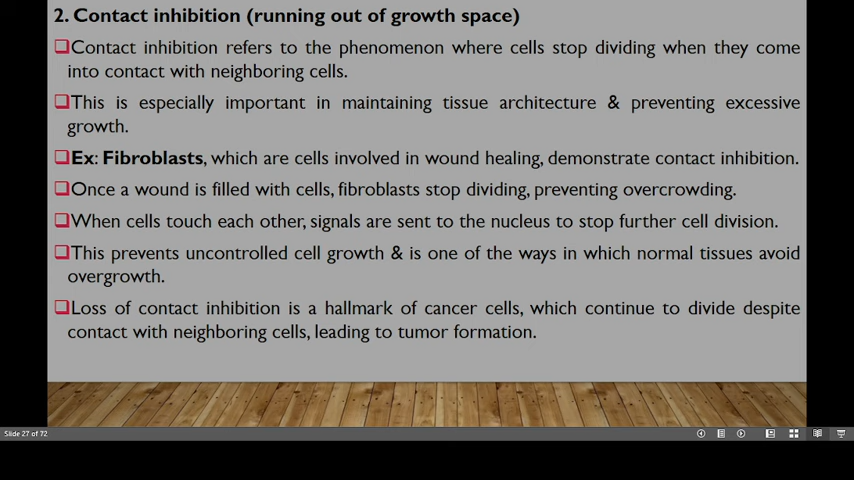 2. Contact inhibition (running out of growth space)
❑Contact inhibition refers to the phenomenon where cells stop dividing when they come
into contact with neighboring cells.
❑This is especially important in maintaining tissue architecture & preventing excessive
growth.
❑Ex: Fibroblasts, which are cells involved in wound healing, demonstrate contact inhibition.
❑Once a wound is filled with cells, fibroblasts stop dividing, preventing overcrowding.
❑When cells touch each other, signals are sent to the nucleus to stop further cell division.
❑This prevents uncontrolled cell growth & is one of the ways in which normal tissues avoid
overgrowth.
❑Loss of contact inhibition is a hallmark of cancer cells, which continue to divide despite
contact with neighboring cells, leading to tumor formation.
Slide 27 of 72